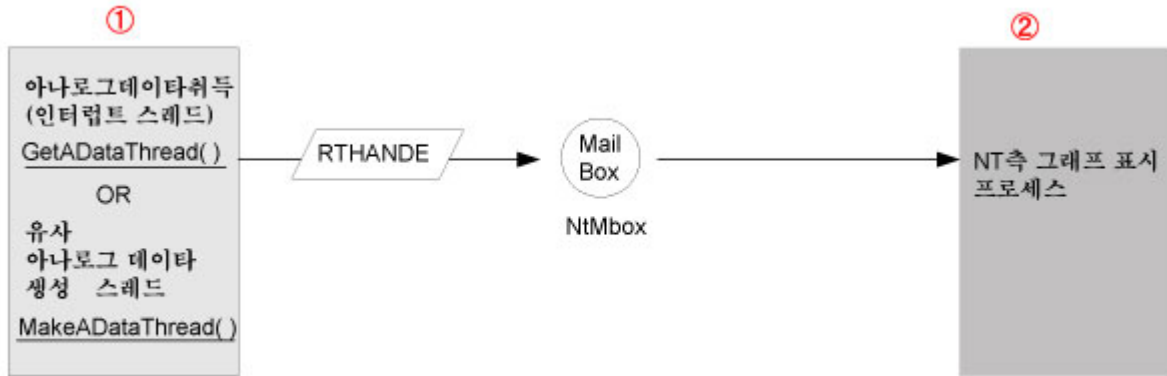 ①
아나로그데이타취득
(인터럽트 스레드)
GetADataThread( )
OR
유사
아나로그 데이타
생성 스레드
MakeADataThread( )
RTHANDE
Mail
Box
NtMbox
②
NT측 그래프 표시
프로세스